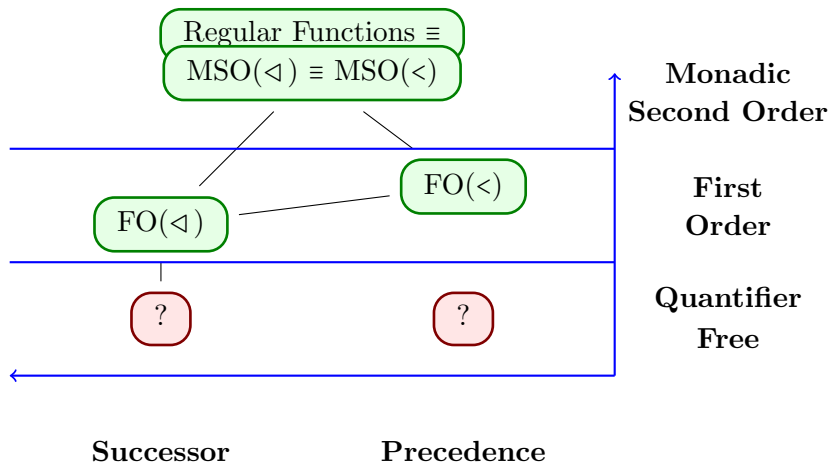 Regular Functions ≡
MSO(⊲) ≡ MSO(<)
Monadic
Second Order
FO(<)
First
Order
FO(⊲)
Quantifier
Free
?
?
Successor
Precedence